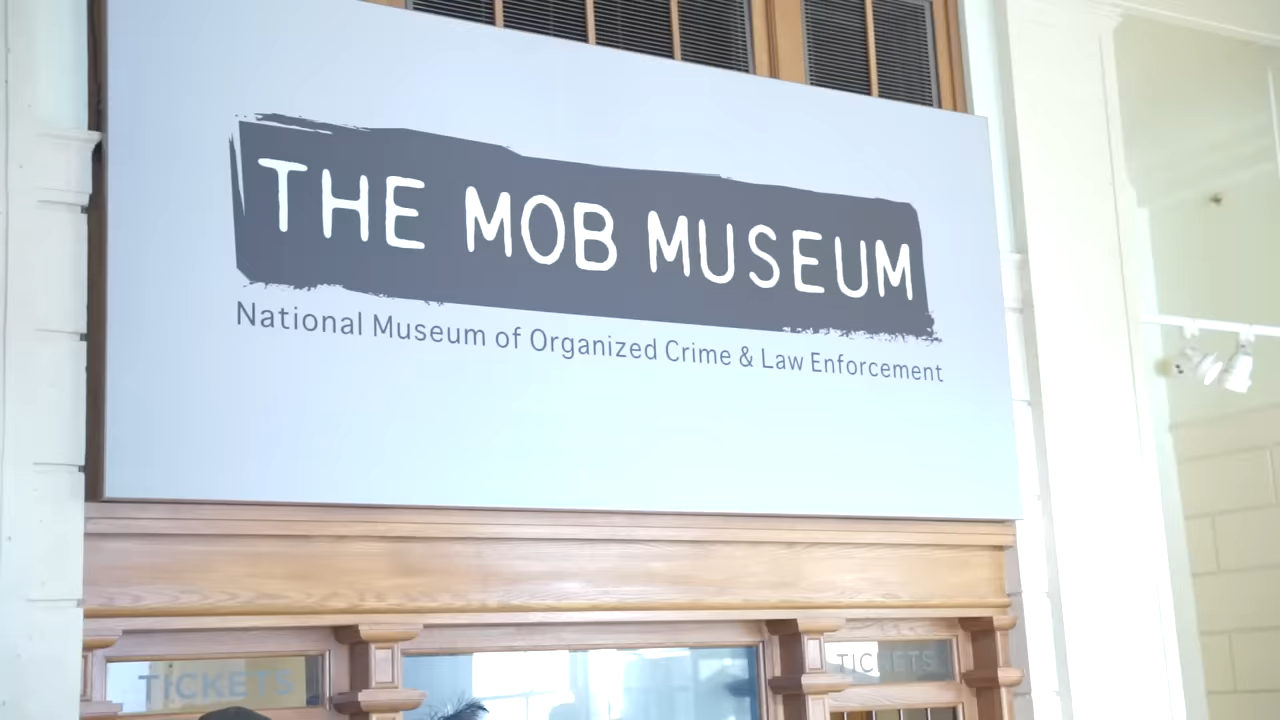 THE MOB MUSEUM
National Museum of Organized Crime & Law Enforcement
TICKETS
TICKETS